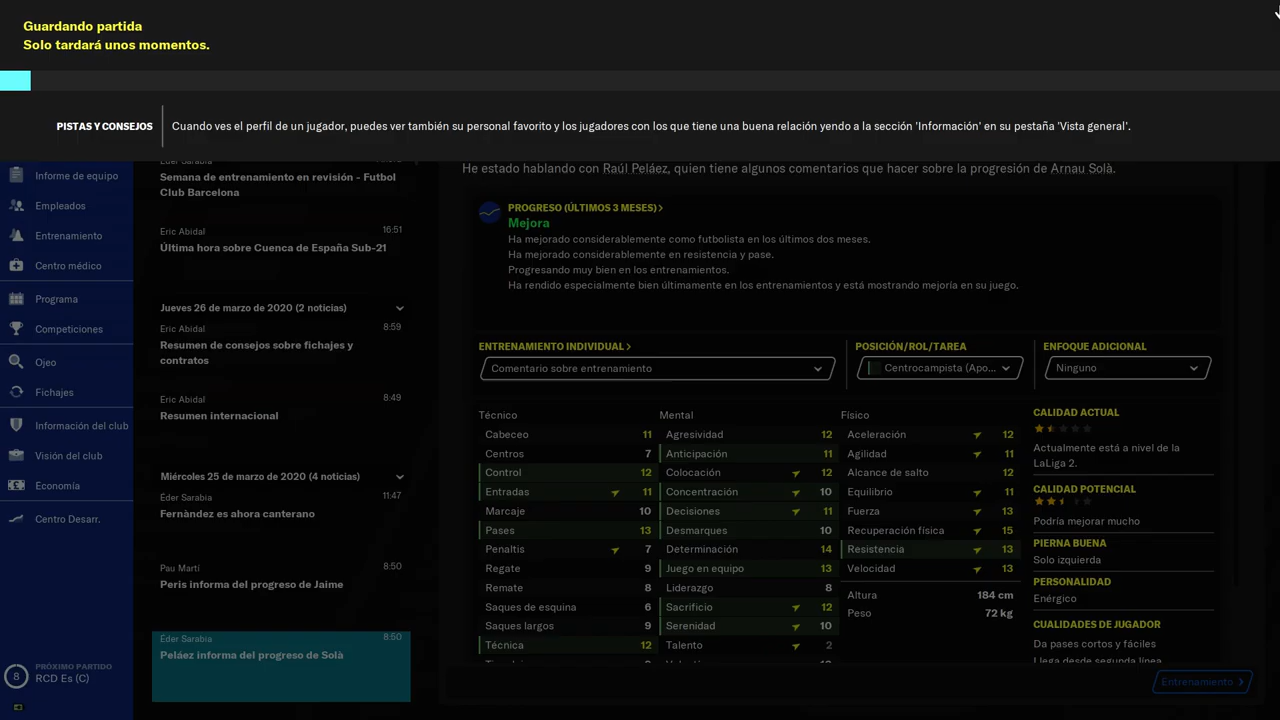 Guardando partida
Solo tardará unos momentos.
PISTAS Y CONSEJOS
Cuando ves el perfil de un jugador, puedes ver también su personal favorito y los jugadores con los que tiene una buena relación yendo a la sección 'Información' en su pestaña 'Vista general'.
Informe de equipo
Empleados
Entrenamiento
Centro médico
Programa
Competiciones
Ojeo
Fichajes
Información del club
Visión del club
Economía
Centro Desarr.
8
PRÓXIMO PARTIDO
RCD Es (C)
Éder Sarabia
Semana de entrenamiento en revisión - Futbol
Club Barcelona
Eric Abidal 16:51
Última hora sobre Cuenca de España Sub-21
Jueves 26 de marzo de 2020 (2 noticias)
Eric Abidal 8:59
Resumen de consejos sobre fichajes y
contratos
Eric Abidal 8:49
Resumen internacional
Miércoles 25 de marzo de 2020 (4 noticias)
Éder Sarabia 11:47
Fernàndez es ahora canterano
Pau Martí 8:50
Peris informa del progreso de Jaime
Éder Sarabia 8:50
Peláez informa del progreso de Solà
He estado hablando con Raúl Peláez, quien tiene algunos comentarios que hacer sobre la progresión de Arnau Solà.
PROGRESO (ÚLTIMOS 3 MESES)
Mejora
Ha mejorado considerablemente como futbolista en los últimos dos meses.
Ha mejorado considerablemente en resistencia y pase.
Progresando muy bien en los entrenamientos.
Ha rendido especialmente bien últimamente en los entrenamientos y está mostrando mejoría en su juego.
ENTRENAMIENTO INDIVIDUAL
Comentario sobre entrenamiento
POSICIÓN/ROL/TAREA
Centrocampista (Apo...
ENFOQUE ADICIONAL
Ninguno
Técnico
Cabeceo 11
Centros 7
Control 12
Entradas 11
Marcaje 10
Pases 13
Penaltis 7
Regate 9
Remate 8
Saques de esquina 6
Saques largos 9
Técnica 12
Mental
Agresividad 12
Anticipación 11
Colocación 12
Concentración 10
Decisiones 11
Desmarques 10
Determinación 14
Juego en equipo 13
Liderazgo 8
Sacrificio 12
Serenidad 10
Talento 2
Físico
Aceleración 12
Agilidad 11
Alcance de salto 12
Equilibrio 11
Fuerza 13
Recuperación física 15
Resistencia 13
Velocidad 13
Altura 184 cm
Peso 72 kg
CALIDAD ACTUAL
Actualmente está a nivel de la
LaLiga 2.
CALIDAD POTENCIAL
Podría mejorar mucho
PIERNA BUENA
Solo izquierda
PERSONALIDAD
Enérgico
CUALIDADES DE JUGADOR
Da pases cortos y fáciles
Llega desde segunda línea
Entrenamiento